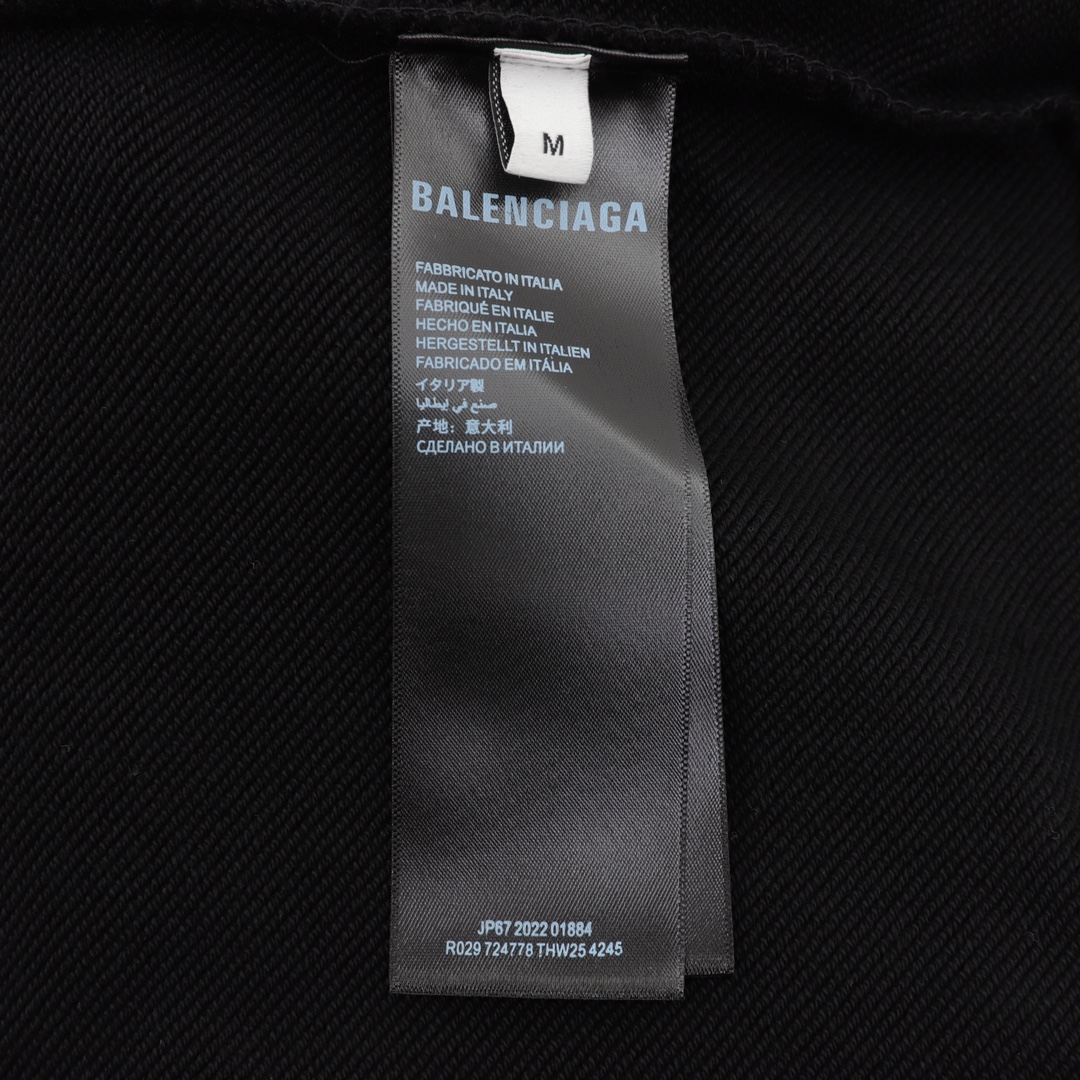 M
BALENCIAGA
FABBRICATO IN ITALIA
MADE IN ITALY
FABRIQUÉ EN ITALIE
HECHO EN ITALIA
HERGESTELLT IN ITALIEN
FABRICADO EM ITÁLIA
イタリア製
صنع في إيطاليا
产地：意大利
СДЕЛАНО В ИТАЛИИ
JP67 2022 01884
R029 724778 THW25 4245